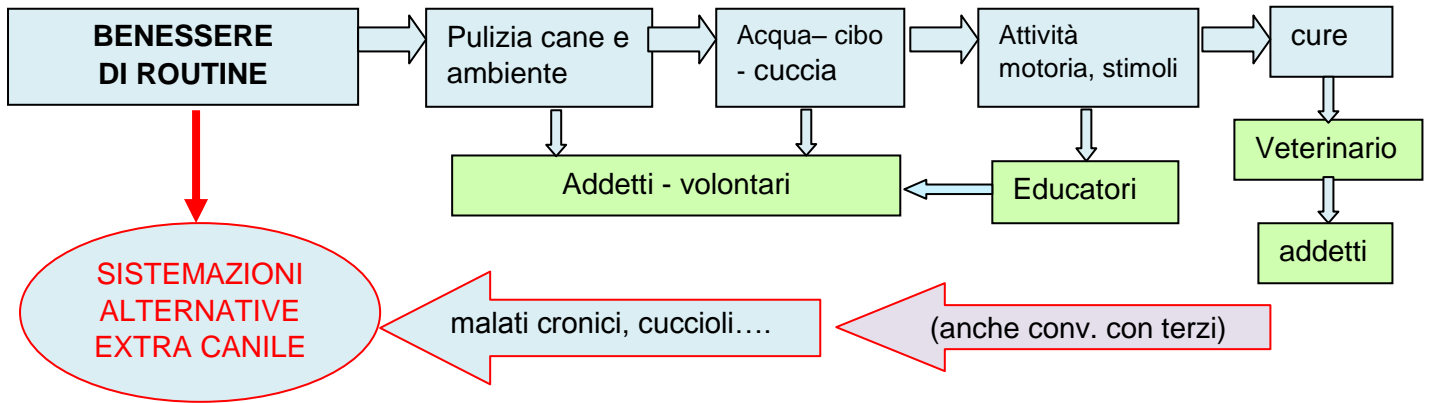 BENESSERE
DI ROUTINE
Pulizia cane e
ambiente
Acqua– cibo
- cuccia
Attività
motoria, stimoli
cure
Addetti - volontari
Educatori
Veterinario
addetti
SISTEMAZIONI
ALTERNATIVE
EXTRA CANILE
malati cronici, cuccioli….
(anche conv. con terzi)